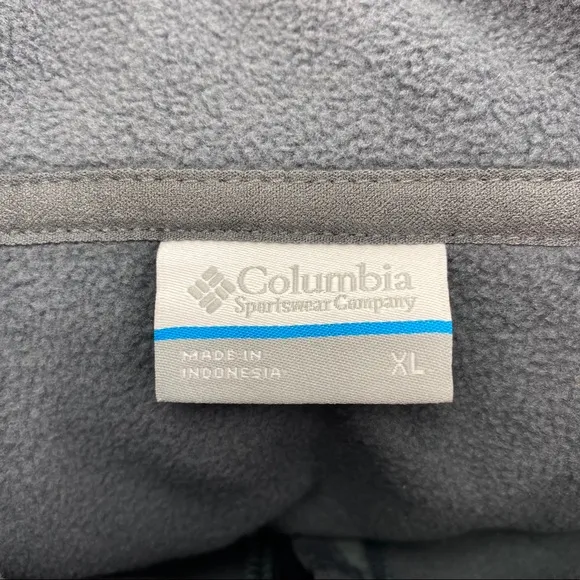 Columbia
Sportswear Company
MADE IN
INDONESIA
XL